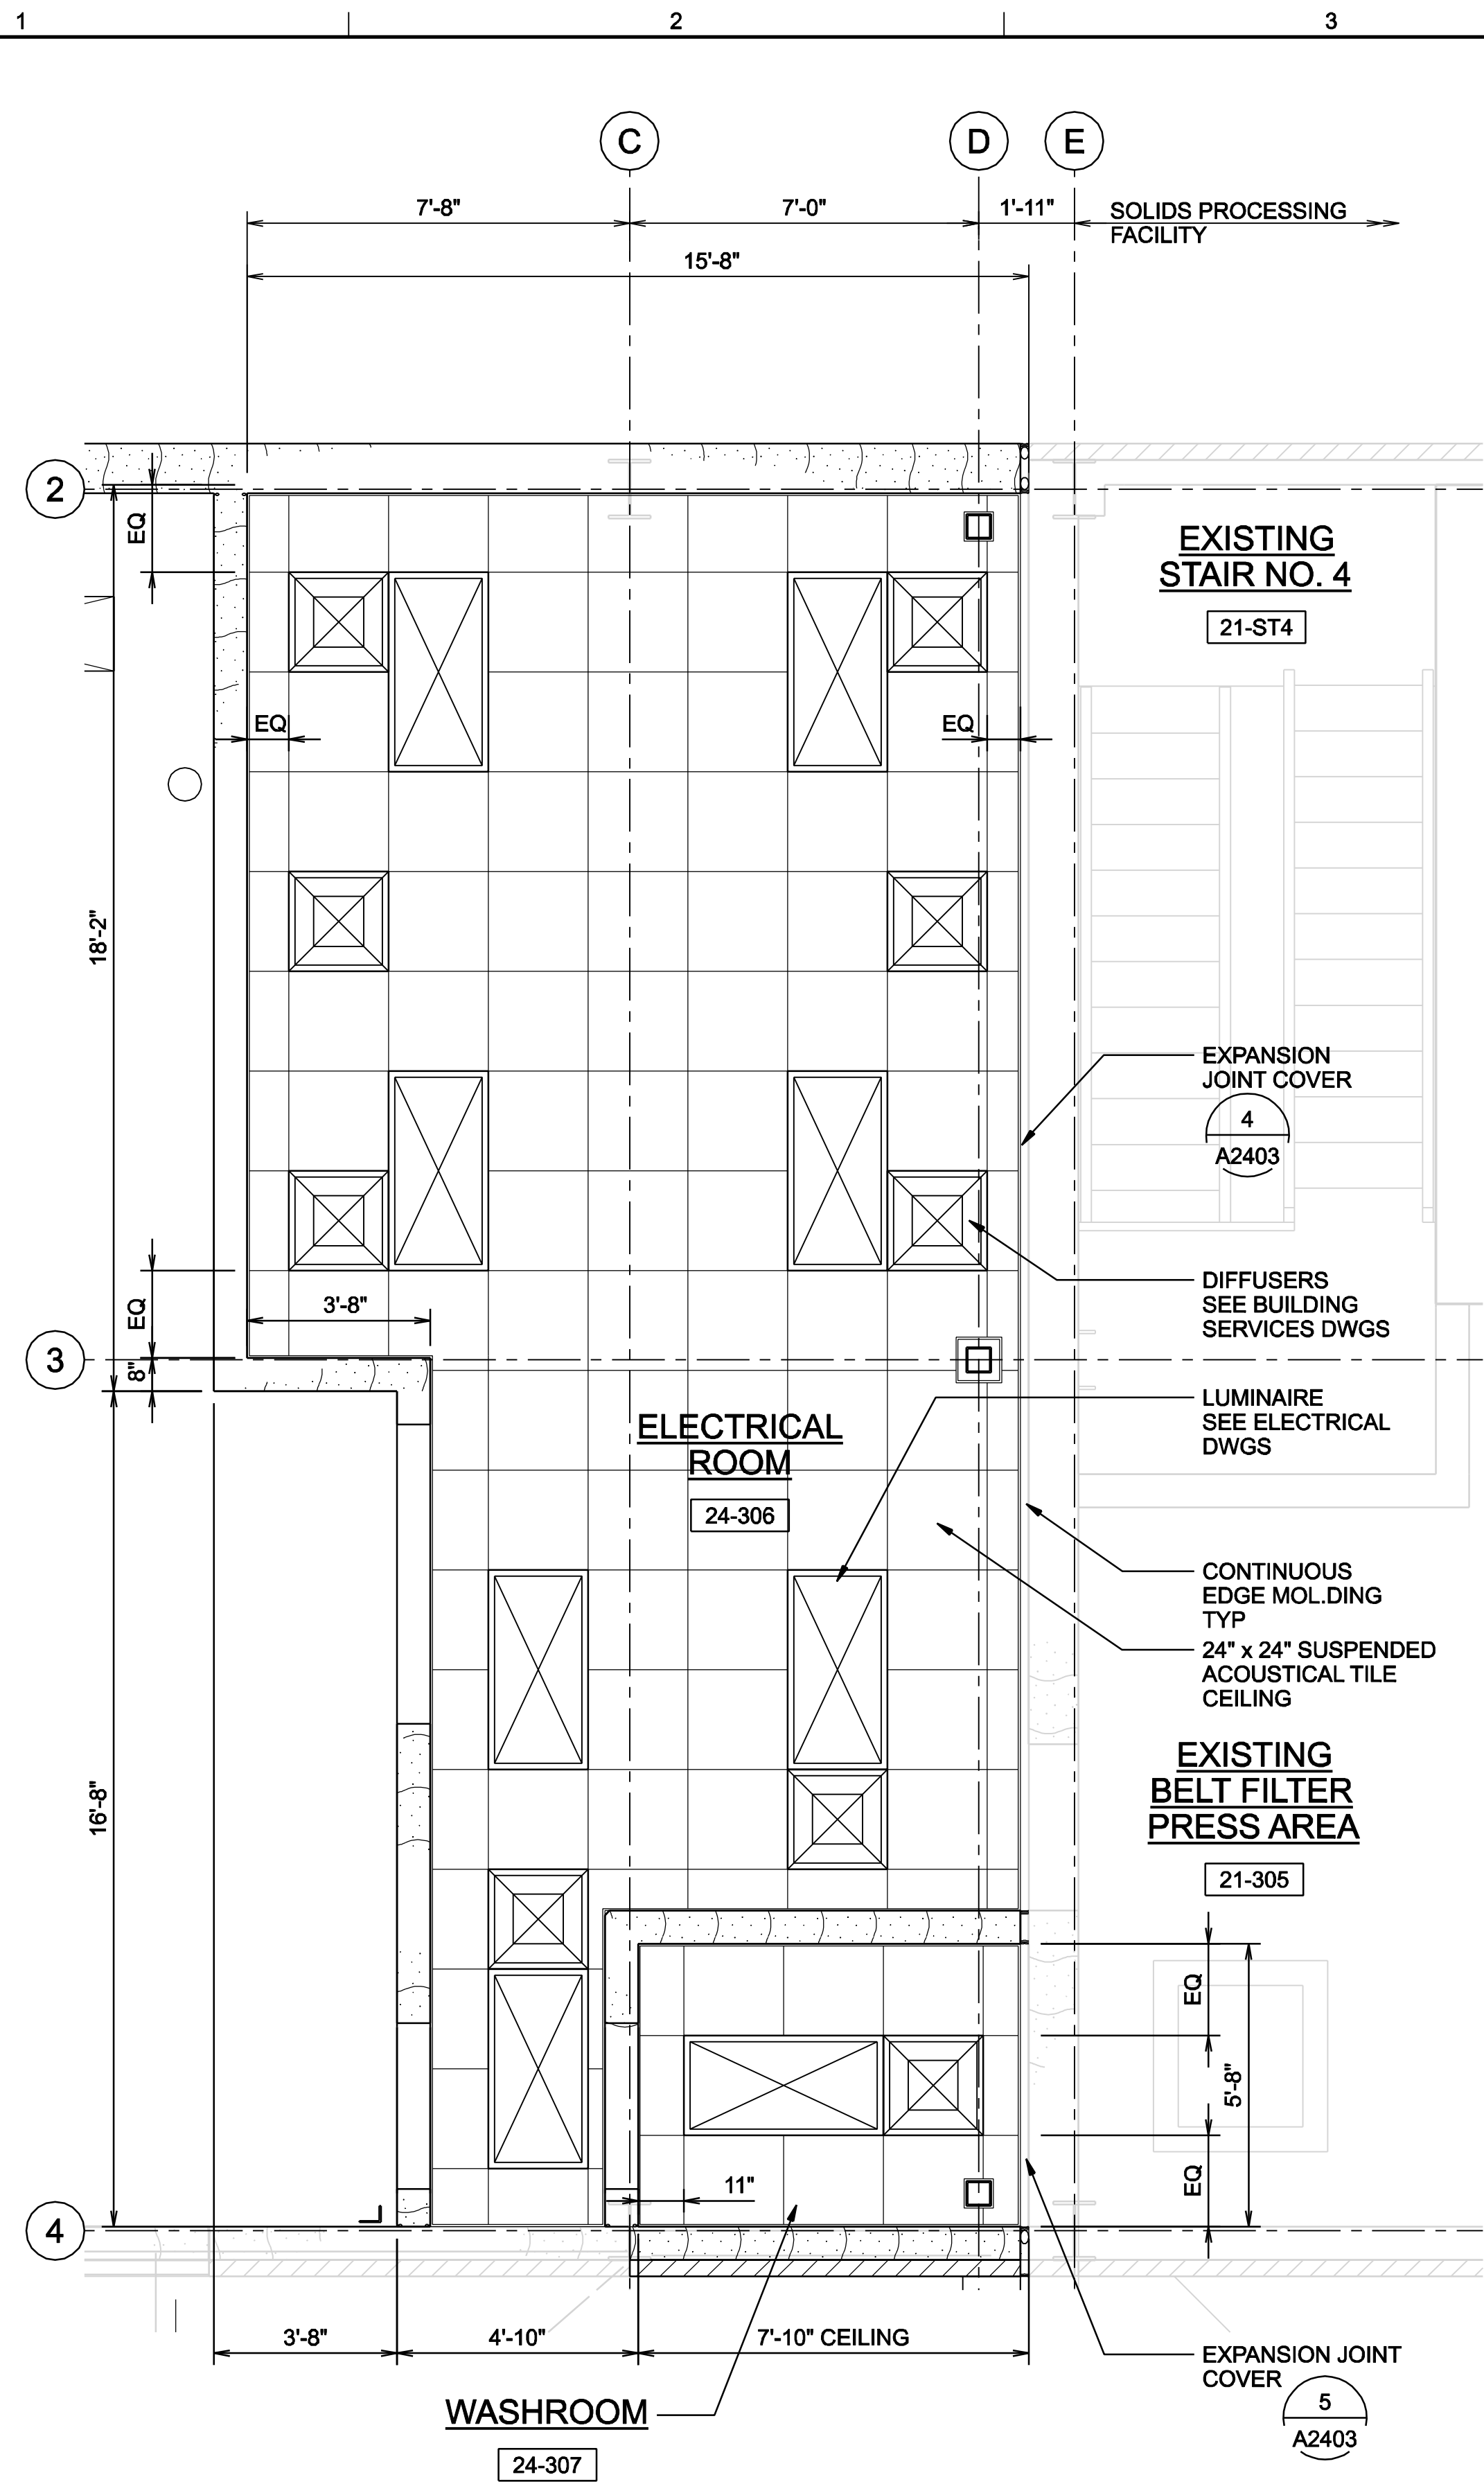 1 2 3
C D E
7'-8" 7'-0" 1'-11" SOLIDS PROCESSING
FACILITY
15'-8"
2
EQ
EXISTING
STAIR NO. 4
21-ST4
EQ EQ
18'-2"
EXPANSION
JOINT COVER
4
A2403
DIFFUSERS
SEE BUILDING
SERVICES DWGS
EQ
3'-8"
3
8"
LUMINAIRE
SEE ELECTRICAL
DWGS
ELECTRICAL
ROOM
24-306
CONTINUOUS
EDGE MOL.DING
TYP
24" x 24" SUSPENDED
ACOUSTICAL TILE
CEILING
EXISTING
BELT FILTER
PRESS AREA
21-305
16'-8"
EQ
5'-8"
EQ
11"
4
3'-8" 4'-10" 7'-10" CEILING
EXPANSION JOINT
COVER
5
A2403
WASHROOM
24-307